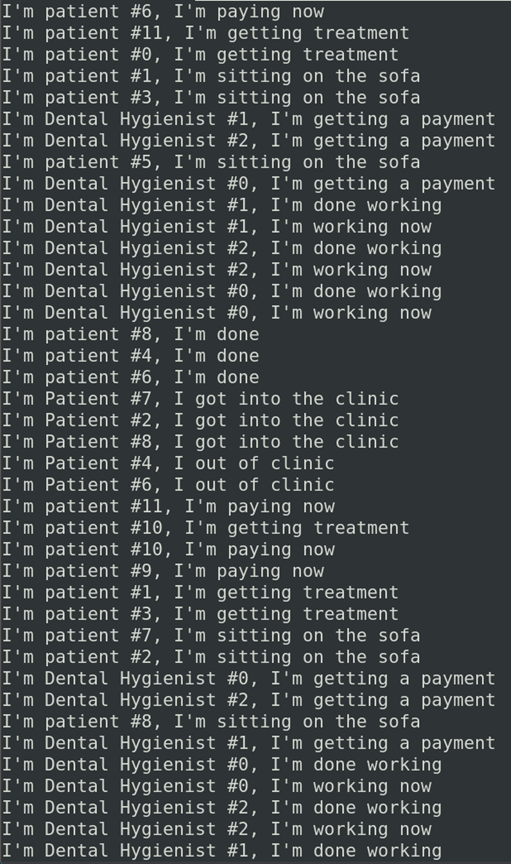 I'm patient #6, I'm paying now
I'm patient #11, I'm getting treatment
I'm patient #0, I'm getting treatment
I'm patient #1, I'm sitting on the sofa
I'm patient #3, I'm sitting on the sofa
I'm Dental Hygienist #1, I'm getting a payment
I'm Dental Hygienist #2, I'm getting a payment
I'm patient #5, I'm sitting on the sofa
I'm Dental Hygienist #0, I'm getting a payment
I'm Dental Hygienist #1, I'm done working
I'm Dental Hygienist #1, I'm working now
I'm Dental Hygienist #2, I'm done working
I'm Dental Hygienist #2, I'm working now
I'm Dental Hygienist #0, I'm done working
I'm Dental Hygienist #0, I'm working now
I'm patient #8, I'm done
I'm patient #4, I'm done
I'm patient #6, I'm done
I'm Patient #7, I got into the clinic
I'm Patient #2, I got into the clinic
I'm Patient #8, I got into the clinic
I'm Patient #4, I out of clinic
I'm Patient #6, I out of clinic
I'm patient #11, I'm paying now
I'm patient #10, I'm getting treatment
I'm patient #10, I'm paying now
I'm patient #9, I'm paying now
I'm patient #1, I'm getting treatment
I'm patient #3, I'm getting treatment
I'm patient #7, I'm sitting on the sofa
I'm patient #2, I'm sitting on the sofa
I'm Dental Hygienist #0, I'm getting a payment
I'm Dental Hygienist #2, I'm getting a payment
I'm patient #8, I'm sitting on the sofa
I'm Dental Hygienist #1, I'm getting a payment
I'm Dental Hygienist #0, I'm done working
I'm Dental Hygienist #0, I'm working now
I'm Dental Hygienist #2, I'm done working
I'm Dental Hygienist #2, I'm working now
I'm Dental Hygienist #1, I'm done working